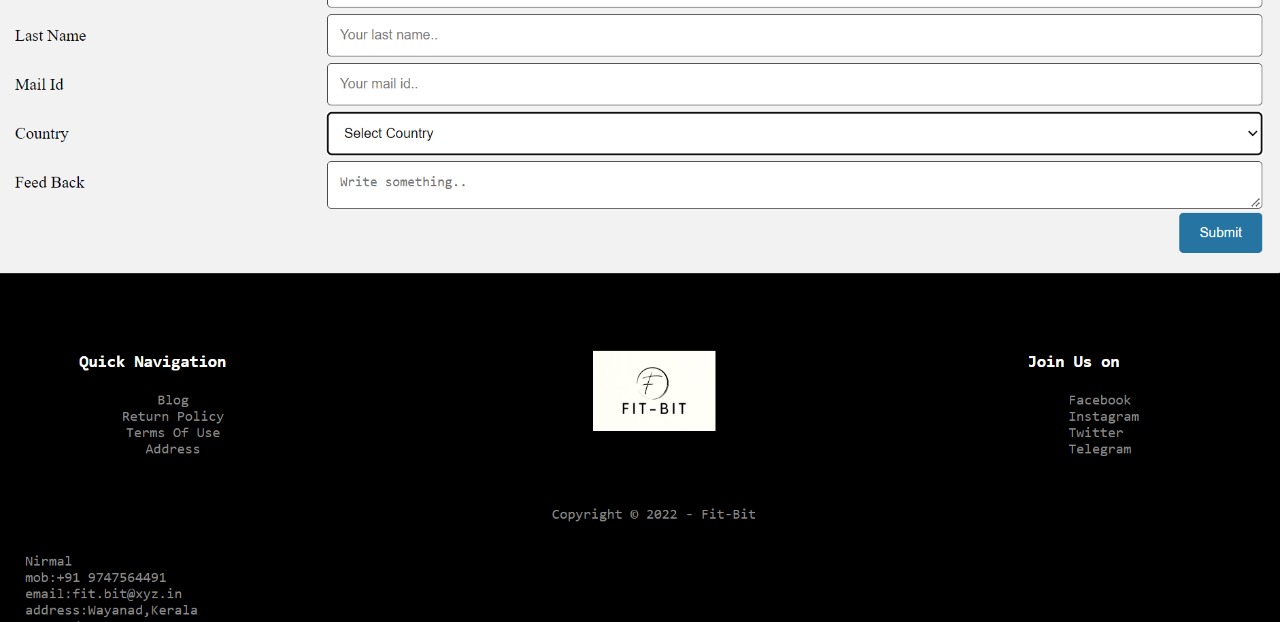 Last Name
Your last name..
Mail Id
Your mail id..
Country
Select Country
Feed Back
Write something..
Submit
Quick Navigation
Blog
Return Policy
Terms Of Use
Address
F
FIT-BIT
Join Us on
Facebook
Instagram
Twitter
Telegram
Copyright © 2022 - Fit-Bit
Nirmal
mob:+91 9747564491
email:fit.bit@xyz.in
address:Wayanad,Kerala